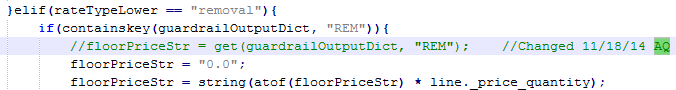 }elif(rateTypeLower == "removal"){
if(containskey(guardrailOutputDict, "REM")){
//floorPriceStr = get(guardrailOutputDict, "REM"); //Changed 11/18/14 AQ
floorPriceStr = "0.0";
floorPriceStr = string(atof(floorPriceStr) * line._price_quantity);